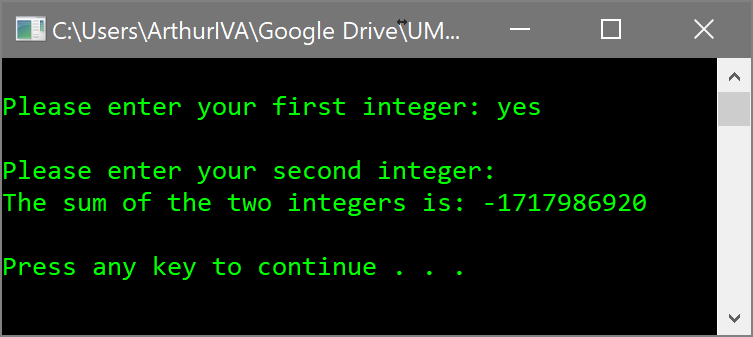 C:\Users\ArthurIVA\Google Drive\UM...
Please enter your first integer: yes
Please enter your second integer:
The sum of the two integers is: -1717986920
Press any key to continue . . .